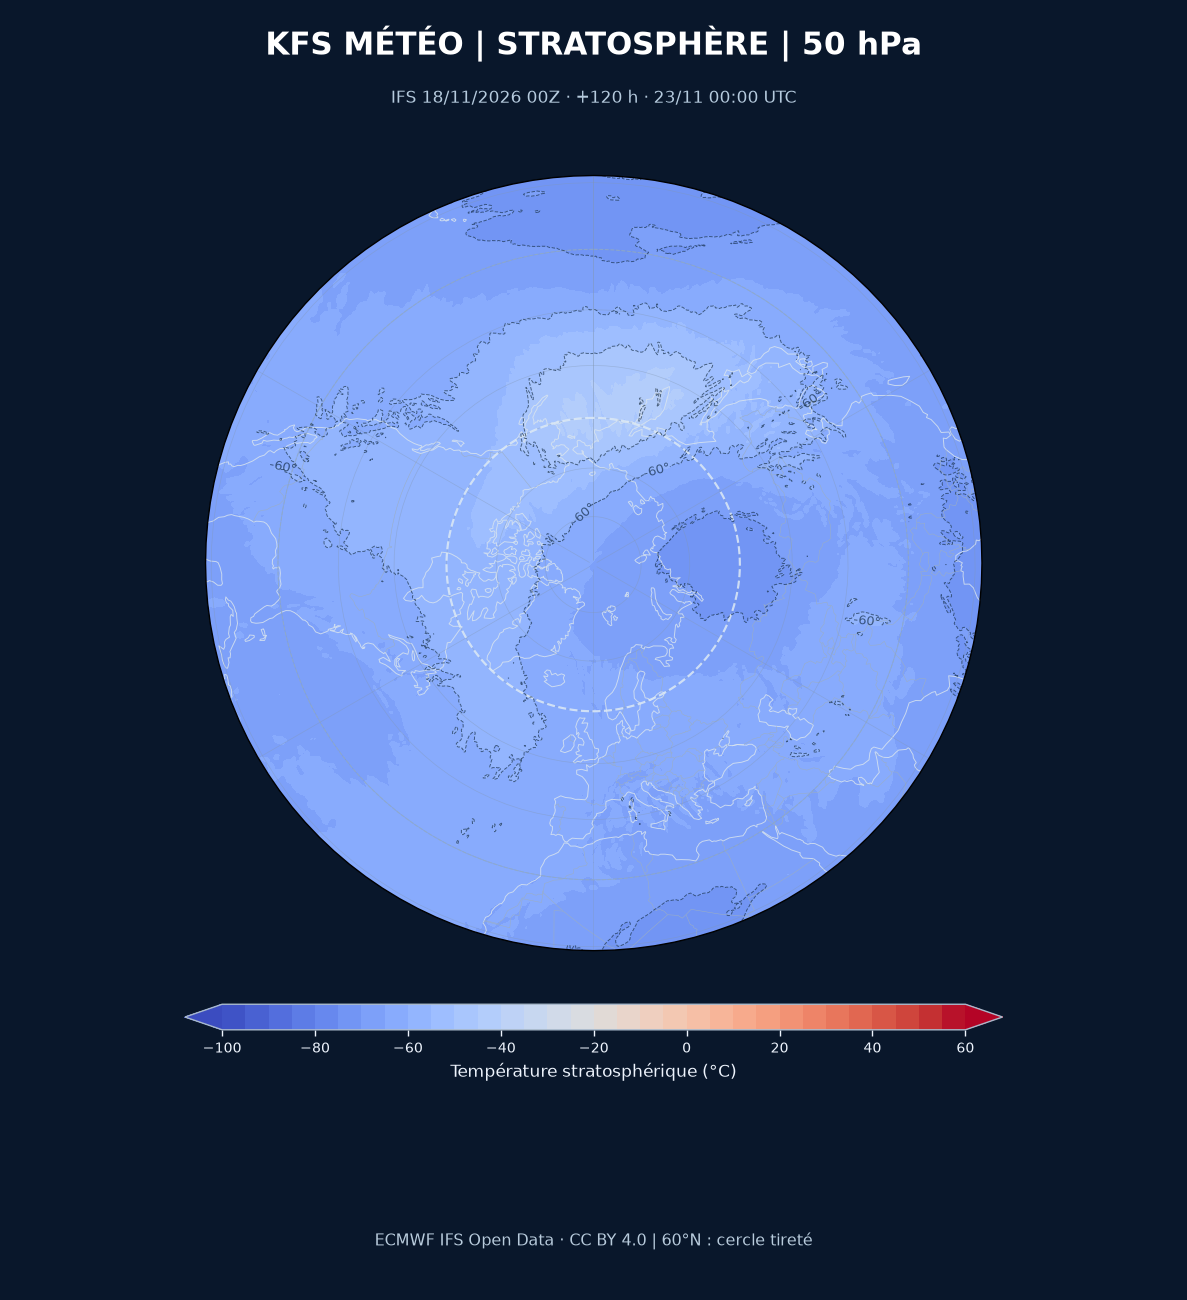 KFS MÉTÉO | STRATOSPHÈRE | 50 hPa
IFS 18/11/2026 00Z · +120 h · 23/11 00:00 UTC
-60°
-60°
-60°
-60°
-60°
−100 −80 −60 −40 −20 0 20 40 60
Température stratosphérique (°C)
ECMWF IFS Open Data · CC BY 4.0 | 60°N : cercle tireté